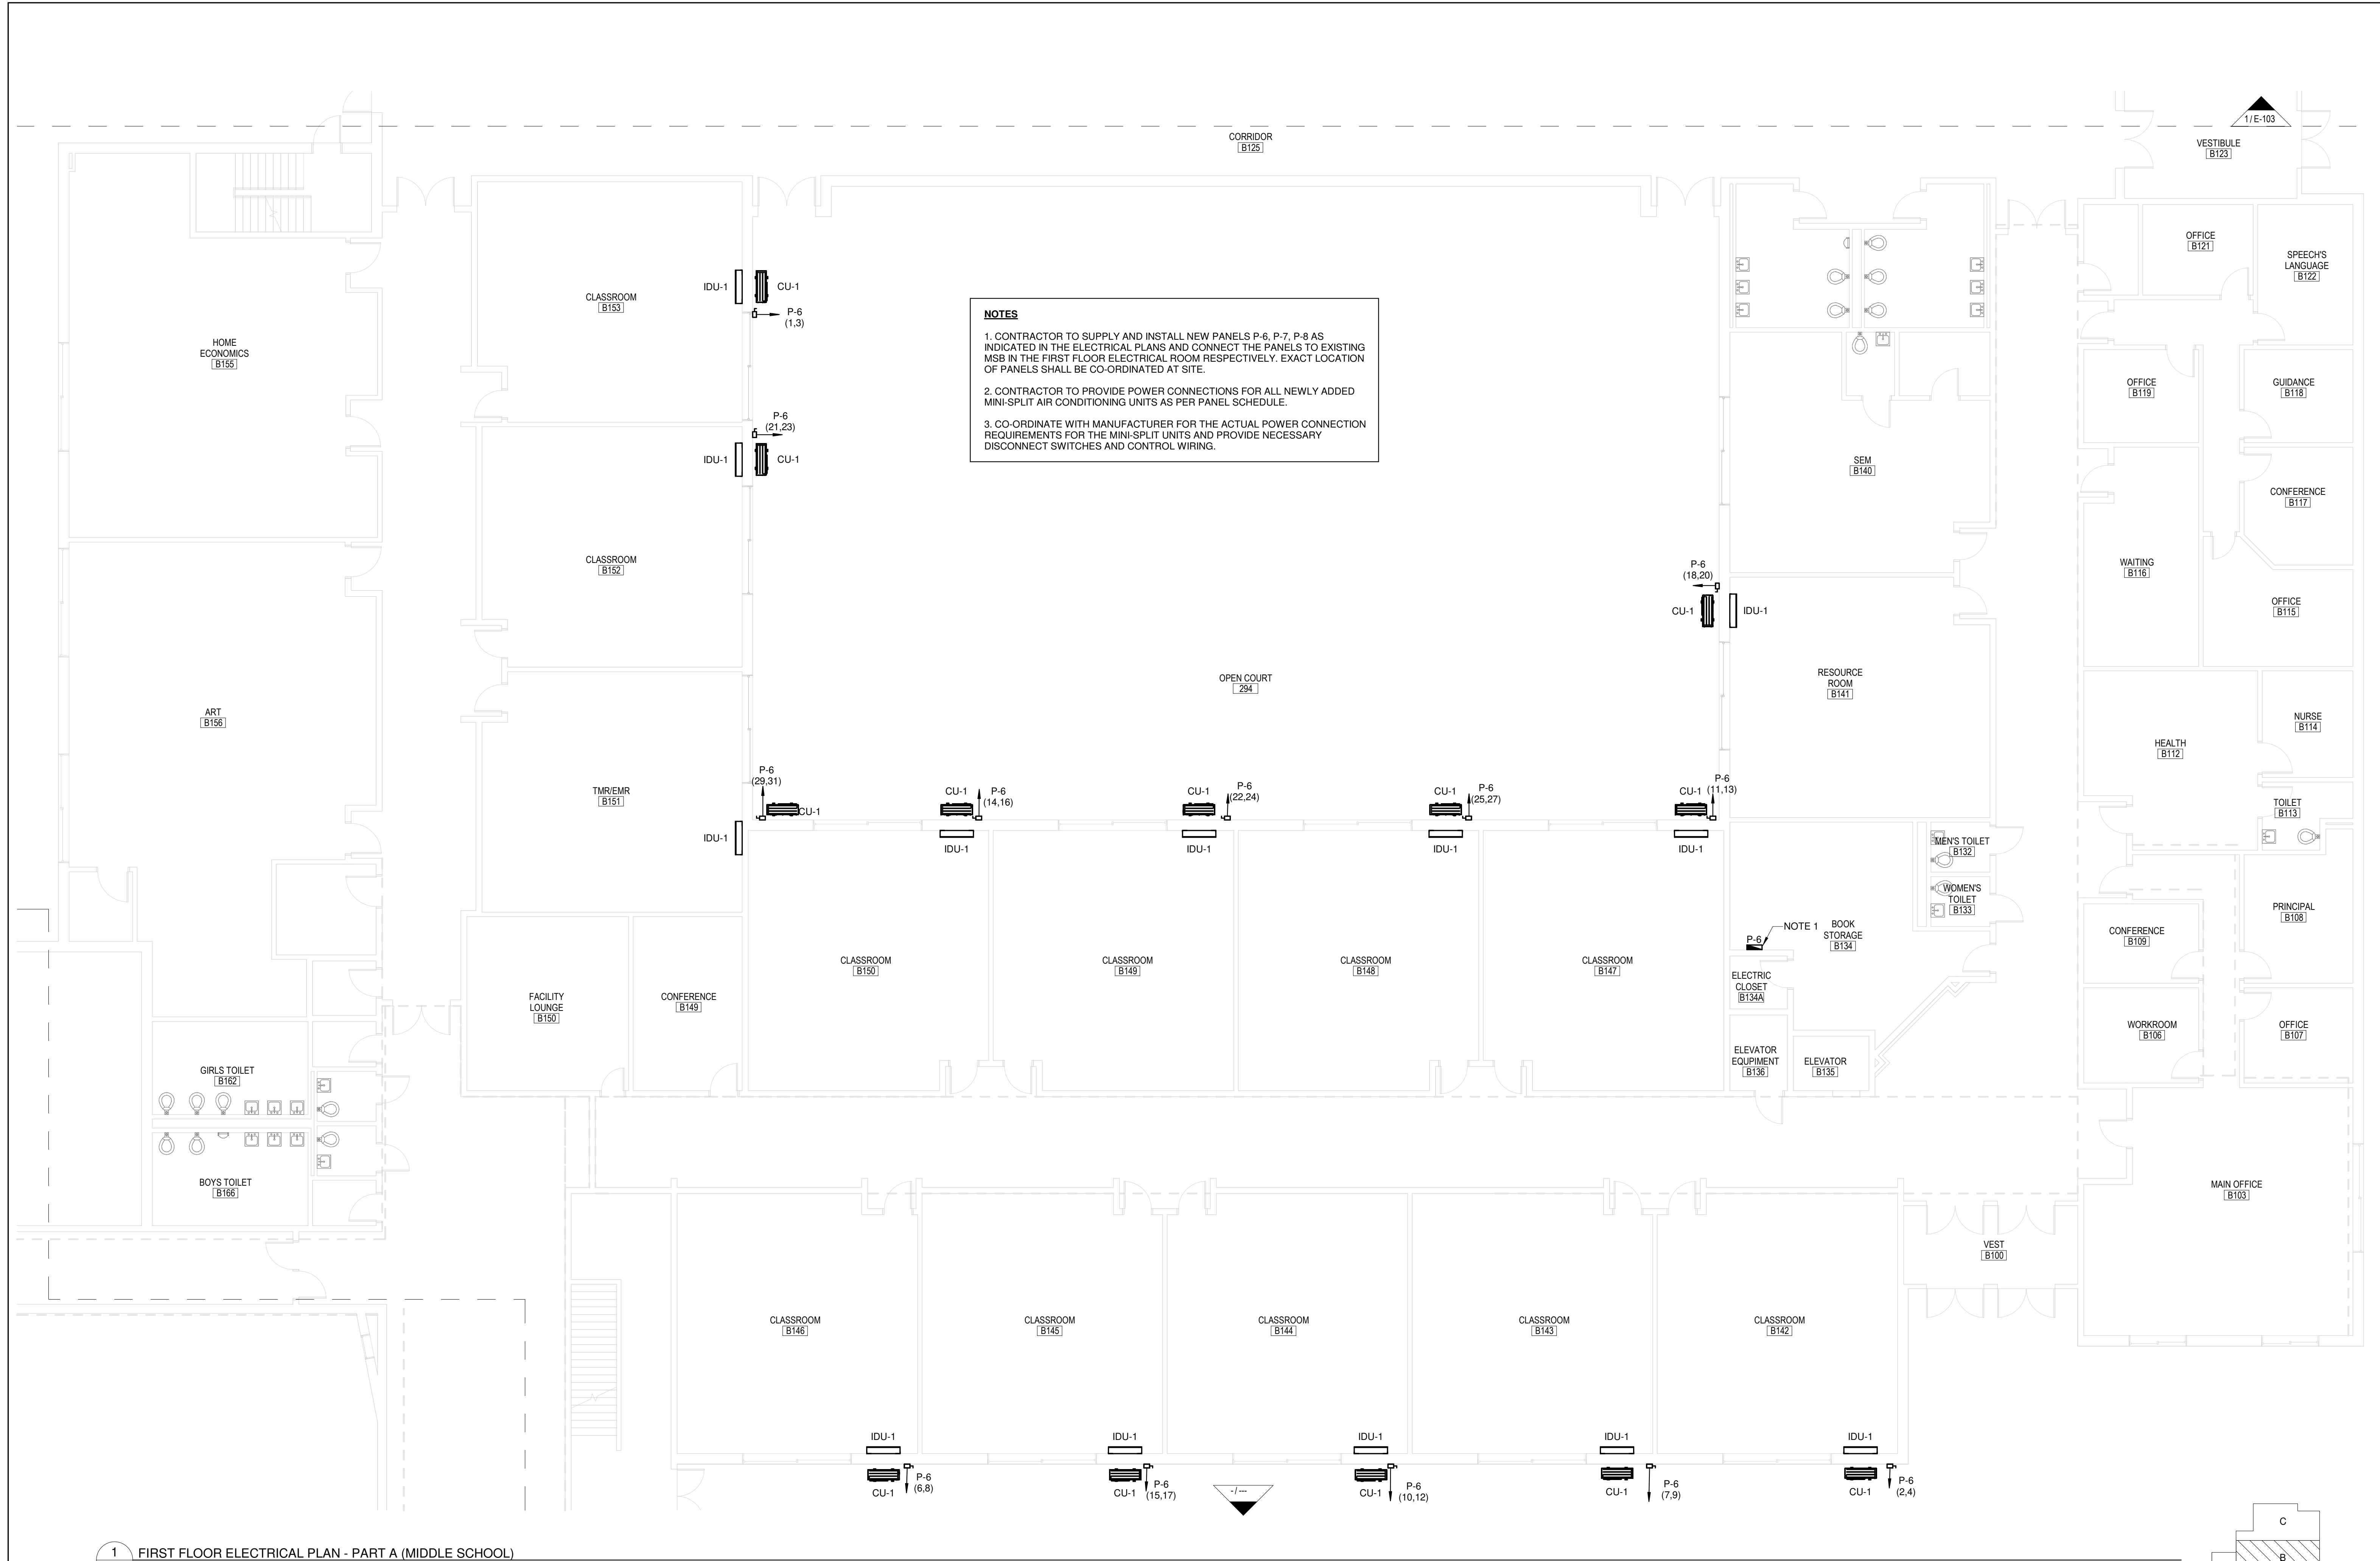 1 / E-103
CORRIDOR
B125
VESTIBULE
B123
OFFICE
B121
SPEECH'S
LANGUAGE
B122
IDU-1
CU-1
CLASSROOM
B153
P-6
(1,3)
NOTES
1. CONTRACTOR TO SUPPLY AND INSTALL NEW PANELS P-6, P-7, P-8 AS
INDICATED IN THE ELECTRICAL PLANS AND CONNECT THE PANELS TO EXISTING
MSB IN THE FIRST FLOOR ELECTRICAL ROOM RESPECTIVELY. EXACT LOCATION
OF PANELS SHALL BE CO-ORDINATED AT SITE.
2. CONTRACTOR TO PROVIDE POWER CONNECTIONS FOR ALL NEWLY ADDED
MINI-SPLIT AIR CONDITIONING UNITS AS PER PANEL SCHEDULE.
3. CO-ORDINATE WITH MANUFACTURER FOR THE ACTUAL POWER CONNECTION
REQUIREMENTS FOR THE MINI-SPLIT UNITS AND PROVIDE NECESSARY
DISCONNECT SWITCHES AND CONTROL WIRING.
HOME
ECONOMICS
B155
OFFICE
B119
GUIDANCE
B118
P-6
(21,23)
IDU-1
CU-1
SEM
B140
CONFERENCE
B117
CLASSROOM
B152
P-6
(18,20)
CU-1
IDU-1
WAITING
B116
OFFICE
B115
OPEN COURT
294
RESOURCE
ROOM
B141
ART
B156
NURSE
B114
HEALTH
B112
TMR/EMR
B151
P-6
(29,31)
CU-1
CU-1
P-6
(14,16)
CU-1
P-6
(22,24)
CU-1
P-6
(25,27)
CU-1
P-6
(11,13)
TOILET
B113
IDU-1
IDU-1
IDU-1
IDU-1
IDU-1
MEN'S TOILET
B132
WOMEN'S
TOILET
B133
PRINCIPAL
B108
NOTE 1
P-6
BOOK
STORAGE
B134
CONFERENCE
B109
CLASSROOM
B150
CLASSROOM
B149
CLASSROOM
B148
CLASSROOM
B147
ELECTRIC
CLOSET
B134A
FACILITY
LOUNGE
B150
CONFERENCE
B149
WORKROOM
B106
OFFICE
B107
ELEVATOR
EQUPIMENT
B136
ELEVATOR
B135
GIRLS TOILET
B162
BOYS TOILET
B166
MAIN OFFICE
B103
VEST
B100
CLASSROOM
B146
CLASSROOM
B145
CLASSROOM
B144
CLASSROOM
B143
CLASSROOM
B142
IDU-1
IDU-1
IDU-1
IDU-1
IDU-1
CU-1
P-6
(6,8)
CU-1
P-6
(15,17)
- / ---
CU-1
P-6
(10,12)
CU-1
P-6
(7,9)
CU-1
P-6
(2,4)
C
B
1
FIRST FLOOR ELECTRICAL PLAN - PART A (MIDDLE SCHOOL)